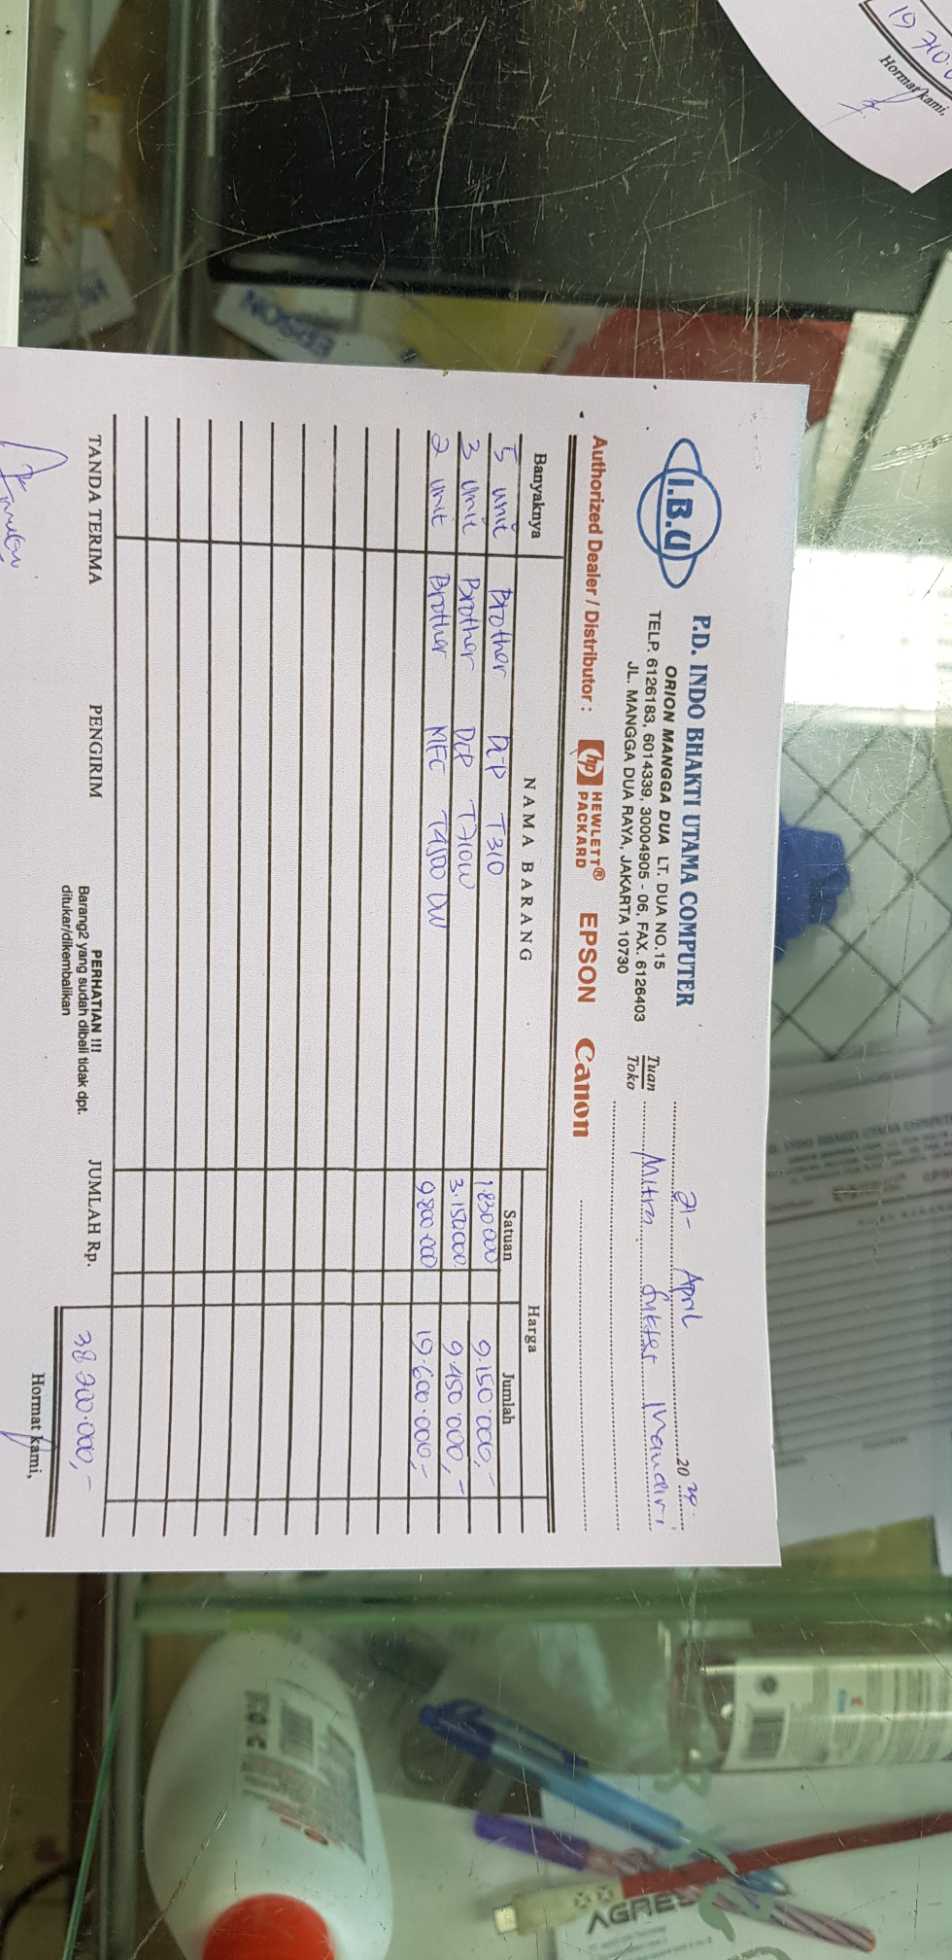 I.B.U
P.D. INDO BHAKTI UTAMA COMPUTER
ORION MANGGA DUA LT. DUA NO.15
TELP. 6126183, 6014339, 30004905 - 06, FAX. 6126403
JL. MANGGA DUA RAYA, JAKARTA 10730
21 - April 2024
Tuan
Toko
Mitra Sukses Mandiri
Authorized Dealer / Distributor : hp HEWLETT® PACKARD EPSON Canon
Banyaknya NAMA BARANG Harga
Satuan Jumlah
5 unit Brother DCP T310 1.830.000 9.150.000,-
3 unit Brother DCP T710W 3.150.000 9.450.000,-
2 unit Brother MFC T4500 DW 9.800.000 19.600.000,-
TANDA TERIMA PENGIRIM
PERHATIAN !!!
Barang2 yang sudah dibeli tidak dpt.
ditukar/dikembalikan
JUMLAH Rp. 38.200.000,-
Hormat kami,
Hormat kami,
EPSON
AGRES